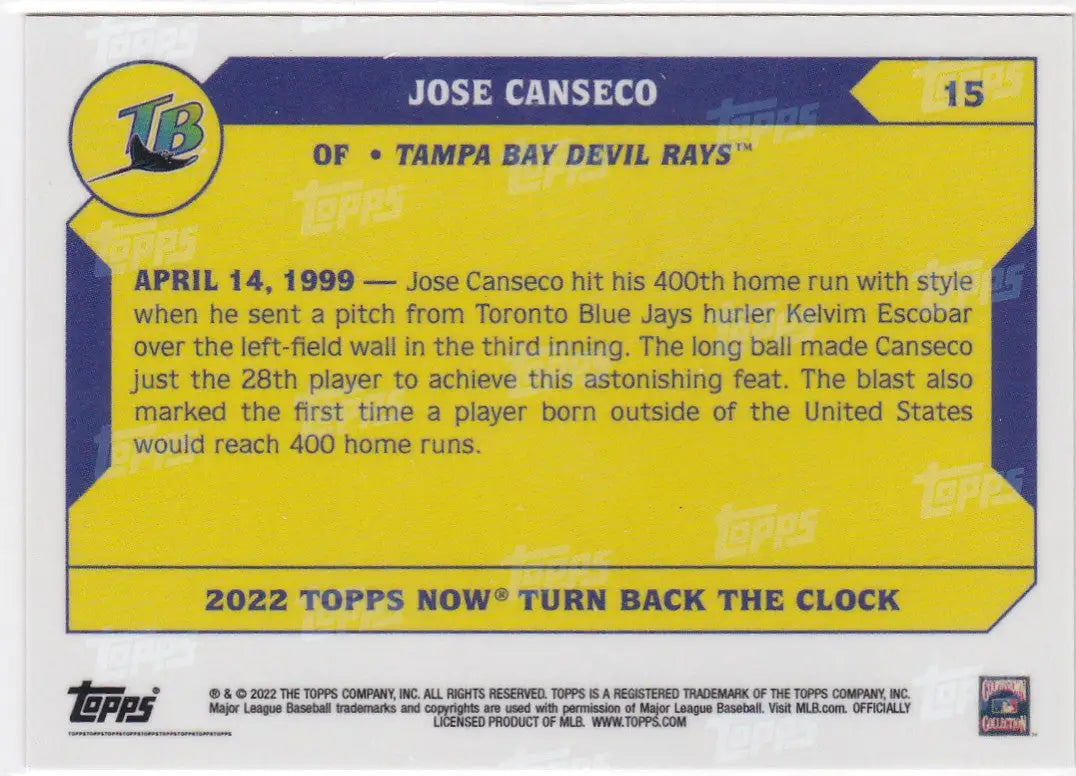 JOSE CANSECO
15
TB
OF • TAMPA BAY DEVIL RAYS™
APRIL 14, 1999 — Jose Canseco hit his 400th home run with style
when he sent a pitch from Toronto Blue Jays hurler Kelvim Escobar
over the left-field wall in the third inning. The long ball made Canseco
just the 28th player to achieve this astonishing feat. The blast also
marked the first time a player born outside of the United States
would reach 400 home runs.
2022 TOPPS NOW® TURN BACK THE CLOCK
Topps®
® & © 2022 THE TOPPS COMPANY, INC. ALL RIGHTS RESERVED. TOPPS IS A REGISTERED TRADEMARK OF THE TOPPS COMPANY, INC.
Major League Baseball trademarks and copyrights are used with permission of Major League Baseball. Visit MLB.com. OFFICIALLY
LICENSED PRODUCT OF MLB. WWW.TOPPS.COM
COOPERSTOWN
COLLECTION